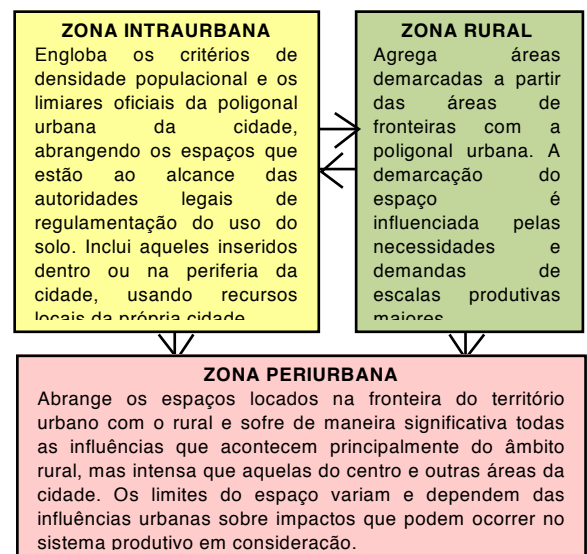 ZONA INTRAURBANA
Engloba os critérios de
densidade populacional e os
limiares oficiais da poligonal
urbana da cidade,
abrangendo os espaços que
estão ao alcance das
autoridades legais de
regulamentação do uso do
solo. Inclui aqueles inseridos
dentro ou na periferia da
cidade, usando recursos
locais da própria cidade
ZONA RURAL
Agrega áreas
demarcadas a partir
das áreas de
fronteiras com a
poligonal urbana. A
demarcação do
espaço é
influenciada pelas
necessidades e
demandas de
escalas produtivas
maiores
ZONA PERIURBANA
Abrange os espaços locados na fronteira do território
urbano com o rural e sofre de maneira significativa todas
as influências que acontecem principalmente do âmbito
rural, mas intensa que aquelas do centro e outras áreas da
cidade. Os limites do espaço variam e dependem das
influências urbanas sobre impactos que podem ocorrer no
sistema produtivo em consideração.